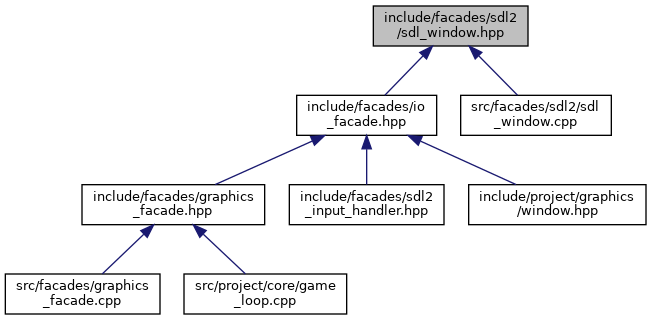 include/facades/sdl2
/sdl_window.hpp
include/facades/io
_facade.hpp
src/facades/sdl2/sdl
_window.cpp
include/facades/graphics
_facade.hpp
include/facades/sdl2
_input_handler.hpp
include/project/graphics
/window.hpp
src/facades/graphics
_facade.cpp
src/project/core/game
_loop.cpp